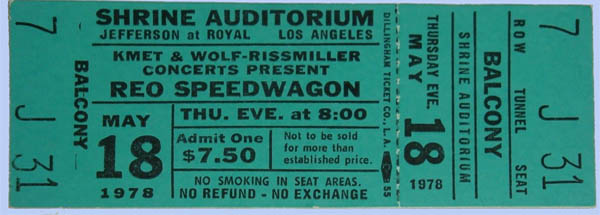 7
J
31
BALCONY
SHRINE AUDITORIUM
JEFFERSON at ROYAL LOS ANGELES
KMET & WOLF-RISSMILLER
CONCERTS PRESENT
REO SPEEDWAGON
MAY
18
1978
THU. EVE. at 8:00
Admit One
$7.50
Not to be sold
for more than
established price.
NO SMOKING IN SEAT AREAS.
NO REFUND - NO EXCHANGE
DILLINGHAM TICKET CO., L. A.
55
THURSDAY EVE.
MAY
18
1978
SHRINE AUDITORIUM
BALCONY
ROW TUNNEL SEAT
7
J
31